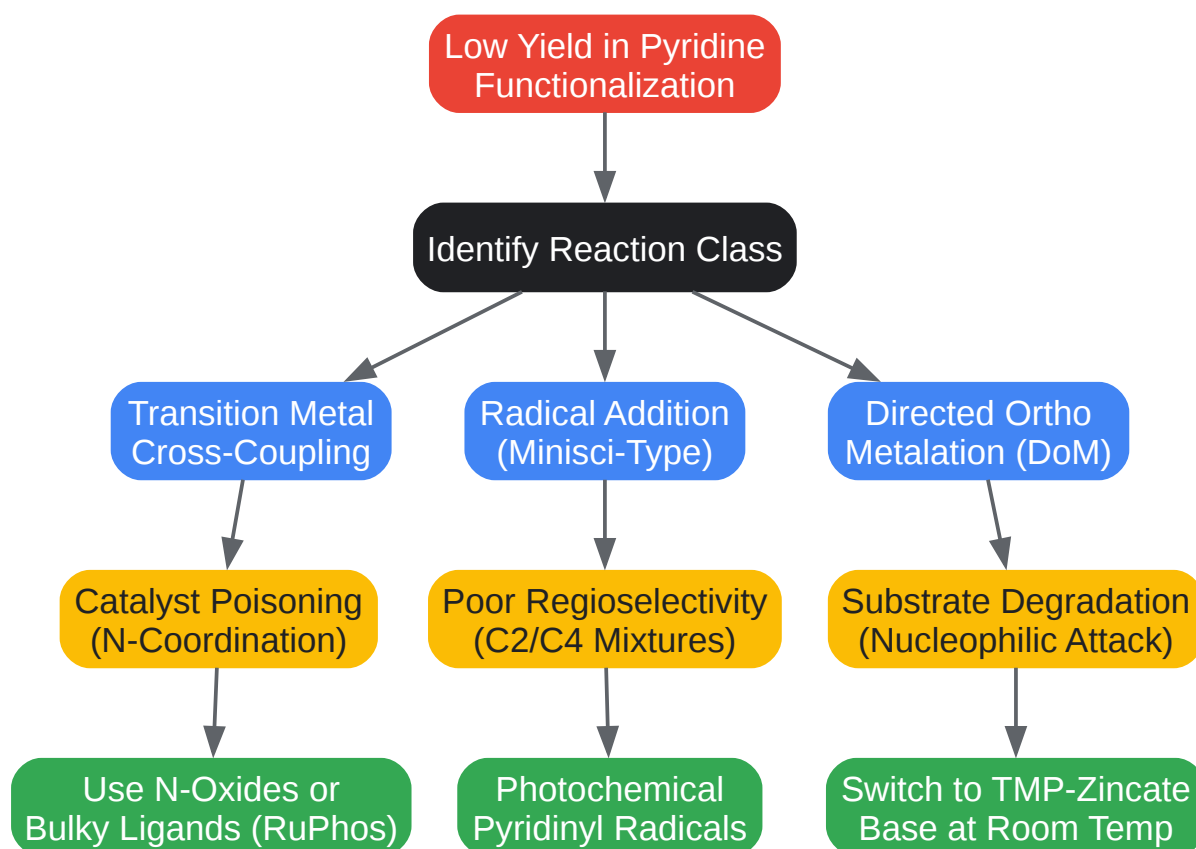 Low Yield in Pyridine
Functionalization
Identify Reaction Class
Transition Metal
Cross-Coupling
Radical Addition
(Minisci-Type)
Directed Ortho
Metalation (DoM)
Catalyst Poisoning
(N-Coordination)
Poor Regioselectivity
(C2/C4 Mixtures)
Substrate Degradation
(Nucleophilic Attack)
Use N-Oxides or
Bulky Ligands (RuPhos)
Photochemical
Pyridinyl Radicals
Switch to TMP-Zincate
Base at Room Temp